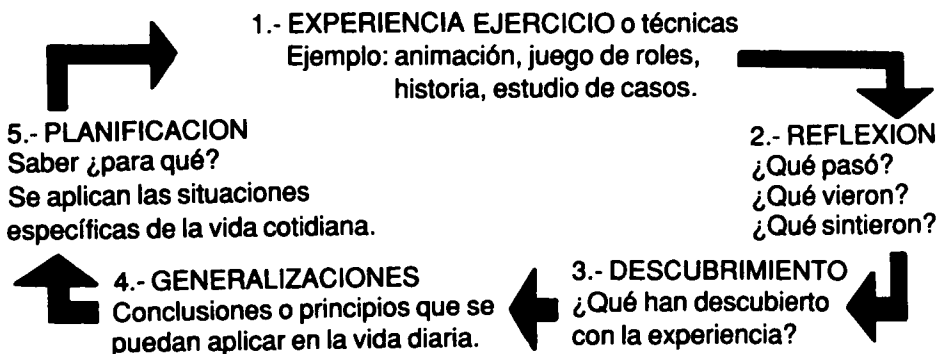 1.- EXPERIENCIA EJERCICIO o técnicas
Ejemplo: animación, juego de roles,
historia, estudio de casos.
2.- REFLEXION
¿Qué pasó?
¿Qué vieron?
¿Qué sintieron?
3.- DESCUBRIMIENTO
¿Qué han descubierto
con la experiencia?
4.- GENERALIZACIONES
Conclusiones o principios que se
puedan aplicar en la vida diaria.
5.- PLANIFICACION
Saber ¿para qué?
Se aplican las situaciones
específicas de la vida cotidiana.